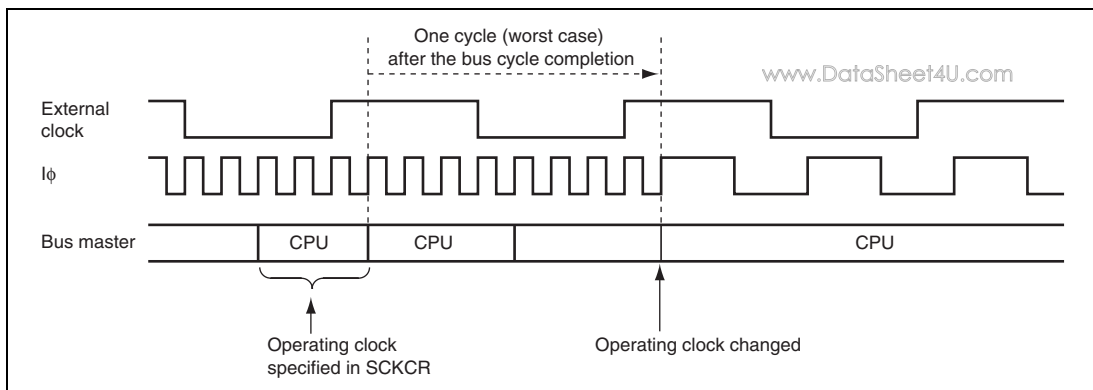 One cycle (worst case)
after the bus cycle completion
www.DataSheet4U.com
External
clock
Iϕ
Bus master
CPU
CPU
CPU
Operating clock
specified in SCKCR
Operating clock changed